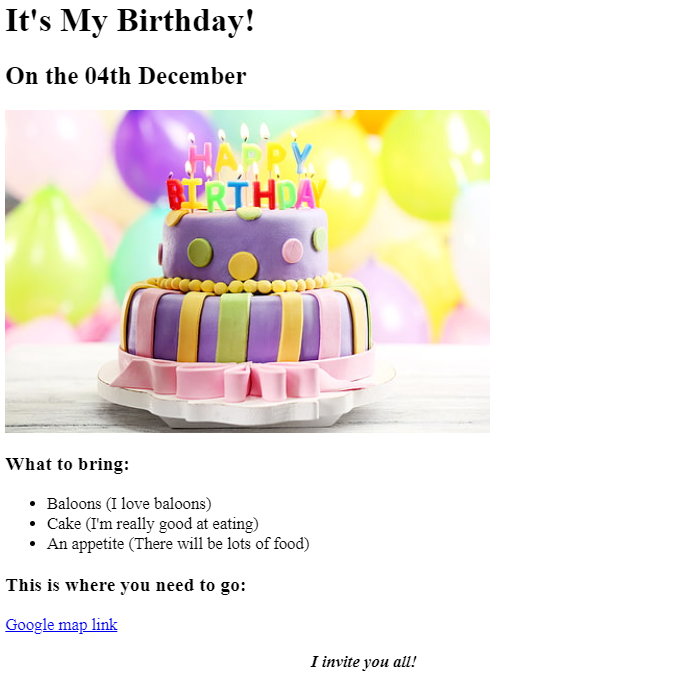 It's My Birthday!
On the 04th December
HAPPY
BIRTHDAY
What to bring:
Baloons (I love baloons)
Cake (I'm really good at eating)
An appetite (There will be lots of food)
This is where you need to go:
Google map link
I invite you all!